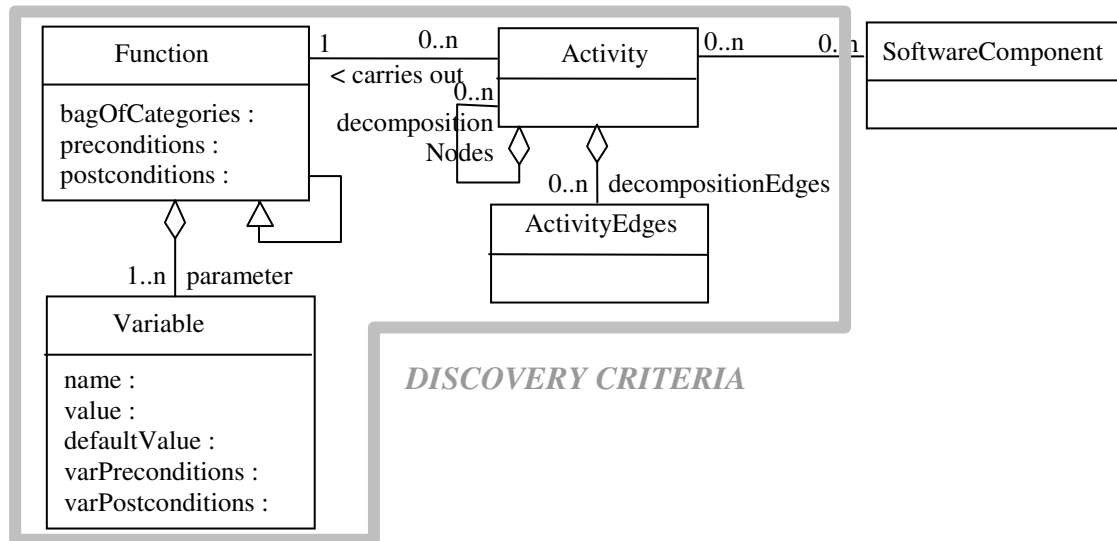 Function
bagOfCategories :
preconditions :
postconditions :
1
0..n
< carries out
Activity
0..n
decomposition
Nodes
0..n
0..n
SoftwareComponent
0..n
decompositionEdges
ActivityEdges
1..n
parameter
Variable
name :
value :
defaultValue :
varPreconditions :
varPostconditions :
DISCOVERY CRITERIA